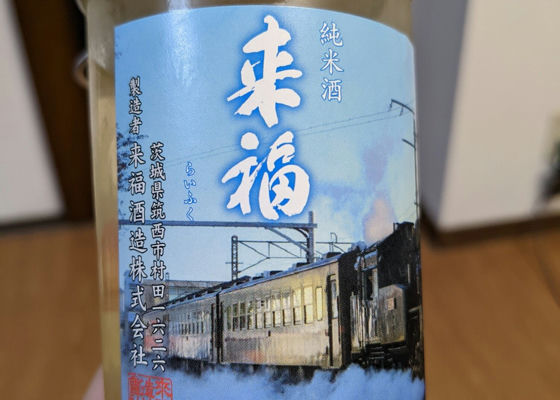 純米酒
来福
らいふく
茨城県筑西市村田一六二六
製造者 来福酒造株式会社